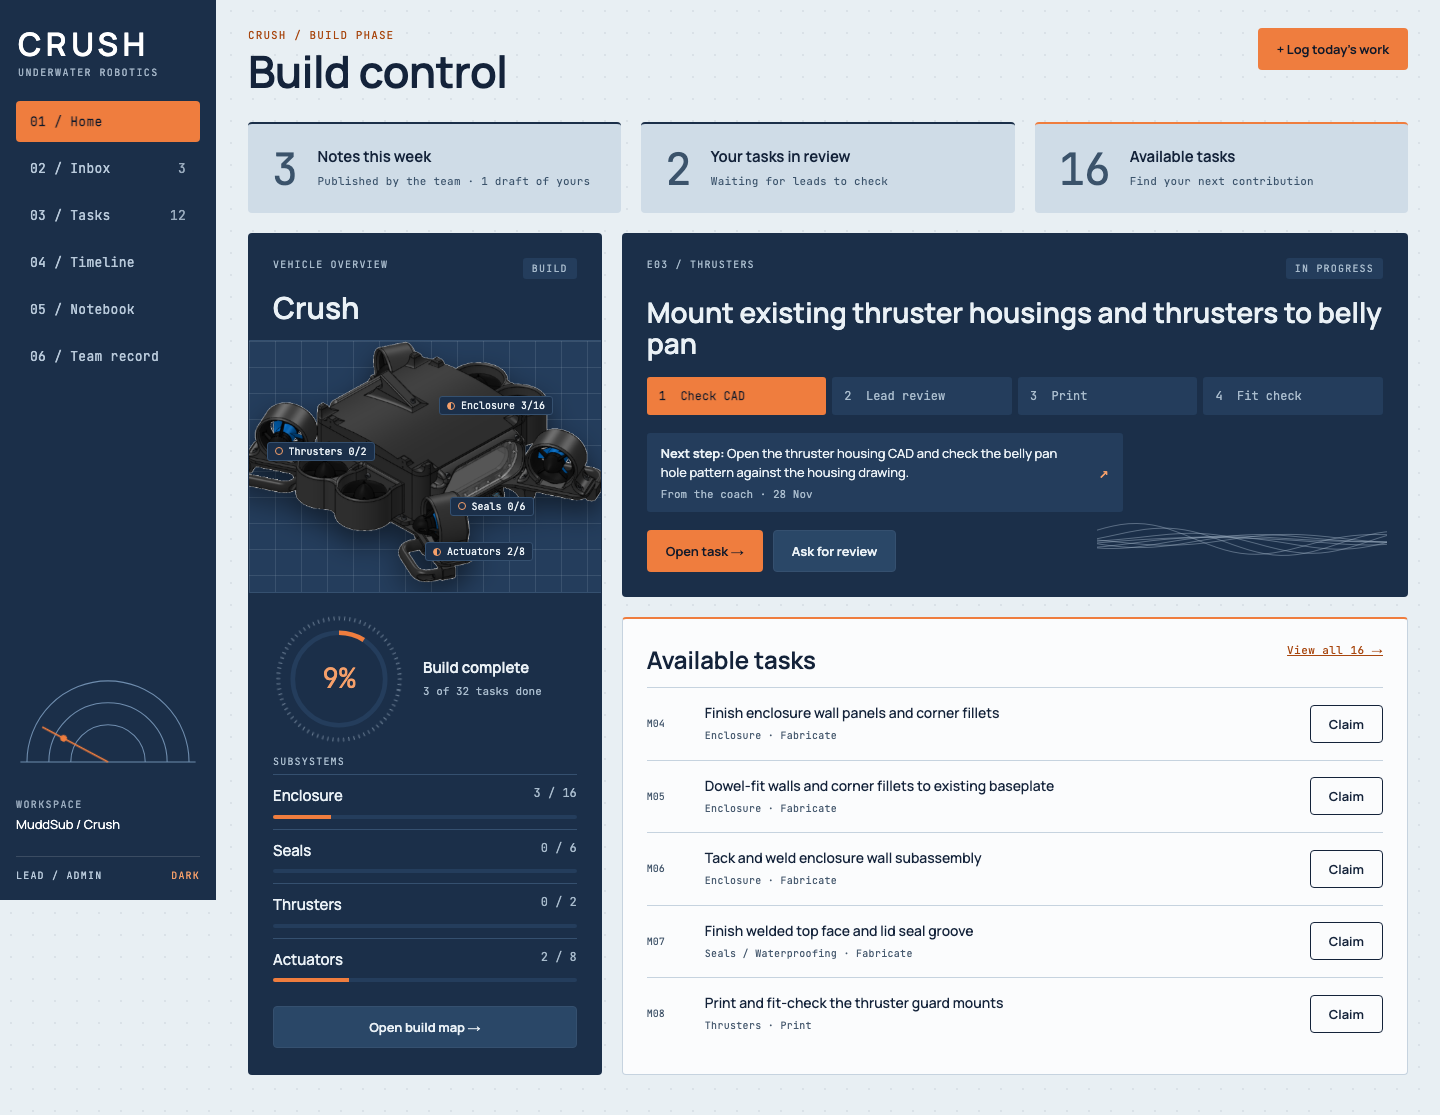 CRUSH
UNDERWATER ROBOTICS
01 / Home
02 / Inbox 3
03 / Tasks 12
04 / Timeline
05 / Notebook
06 / Team record
WORKSPACE
MuddSub / Crush
LEAD / ADMIN DARK
CRUSH / BUILD PHASE
Build control
+ Log today's work
3 Notes this week
Published by the team · 1 draft of yours
2 Your tasks in review
Waiting for leads to check
16 Available tasks
Find your next contribution
VEHICLE OVERVIEW BUILD
Crush
Enclosure 3/16
Thrusters 0/2
Seals 0/6
Actuators 2/8
9%
Build complete
3 of 32 tasks done
SUBSYSTEMS
Enclosure 3 / 16
Seals 0 / 6
Thrusters 0 / 2
Actuators 2 / 8
Open build map →
E03 / THRUSTERS IN PROGRESS
Mount existing thruster housings and thrusters to belly
pan
1 Check CAD 2 Lead review 3 Print 4 Fit check
Next step: Open the thruster housing CAD and check the belly pan
hole pattern against the housing drawing. ↗
From the coach · 28 Nov
Open task → Ask for review
Available tasks View all 16 →
M04 Finish enclosure wall panels and corner fillets Claim
Enclosure · Fabricate
M05 Dowel-fit walls and corner fillets to existing baseplate Claim
Enclosure · Fabricate
M06 Tack and weld enclosure wall subassembly Claim
Enclosure · Fabricate
M07 Finish welded top face and lid seal groove Claim
Seals / Waterproofing · Fabricate
M08 Print and fit-check the thruster guard mounts Claim
Thrusters · Print